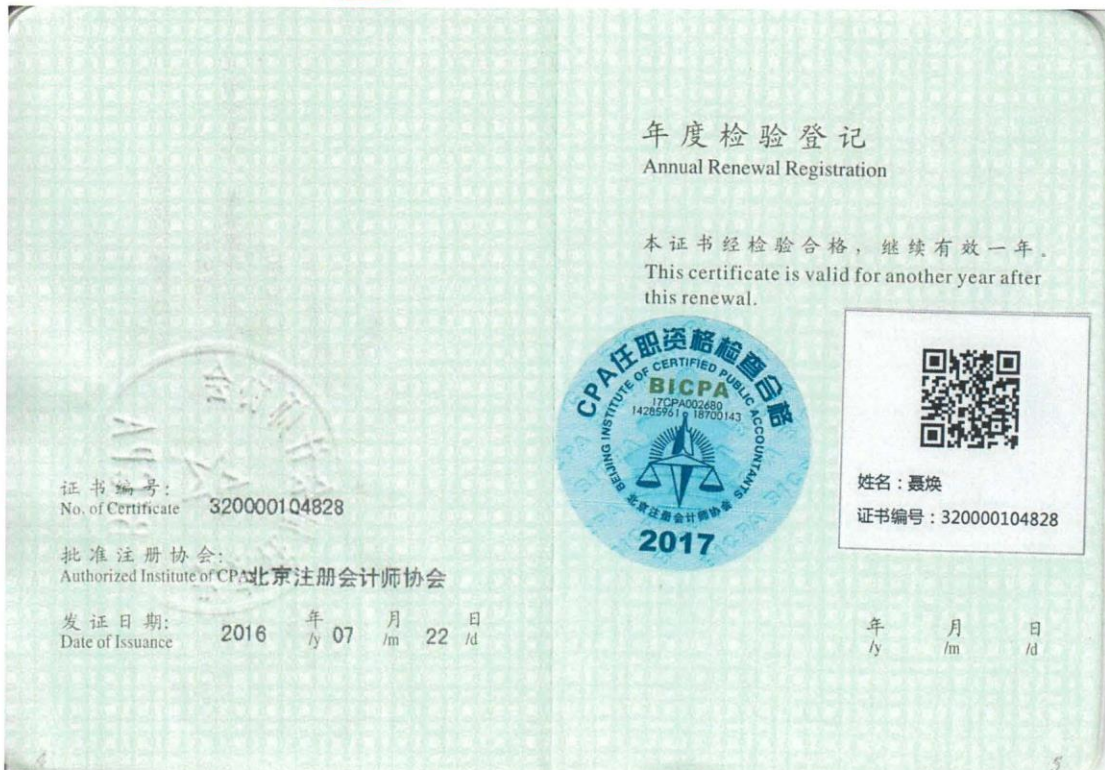 证书编号:
No. of Certificate 320000104828
批准注册协会:
Authorized Institute of CPA 北京注册会计师协会
发证日期: 2016 年 07 月 22 日
Date of Issuance /y /m /d
4
年度检验登记
Annual Renewal Registration
本证书经检验合格，继续有效一年。
This certificate is valid for another year after
this renewal.
CPA任职资格检查合格
BEIJING INSTITUTE OF CERTIFIED PUBLIC ACCOUNTANTS
BICPA
17CPA002680
14285961 18700143
北京注册会计师协会
2017
姓名：聂焕
证书编号：320000104828
年 月 日
/y /m /d
5